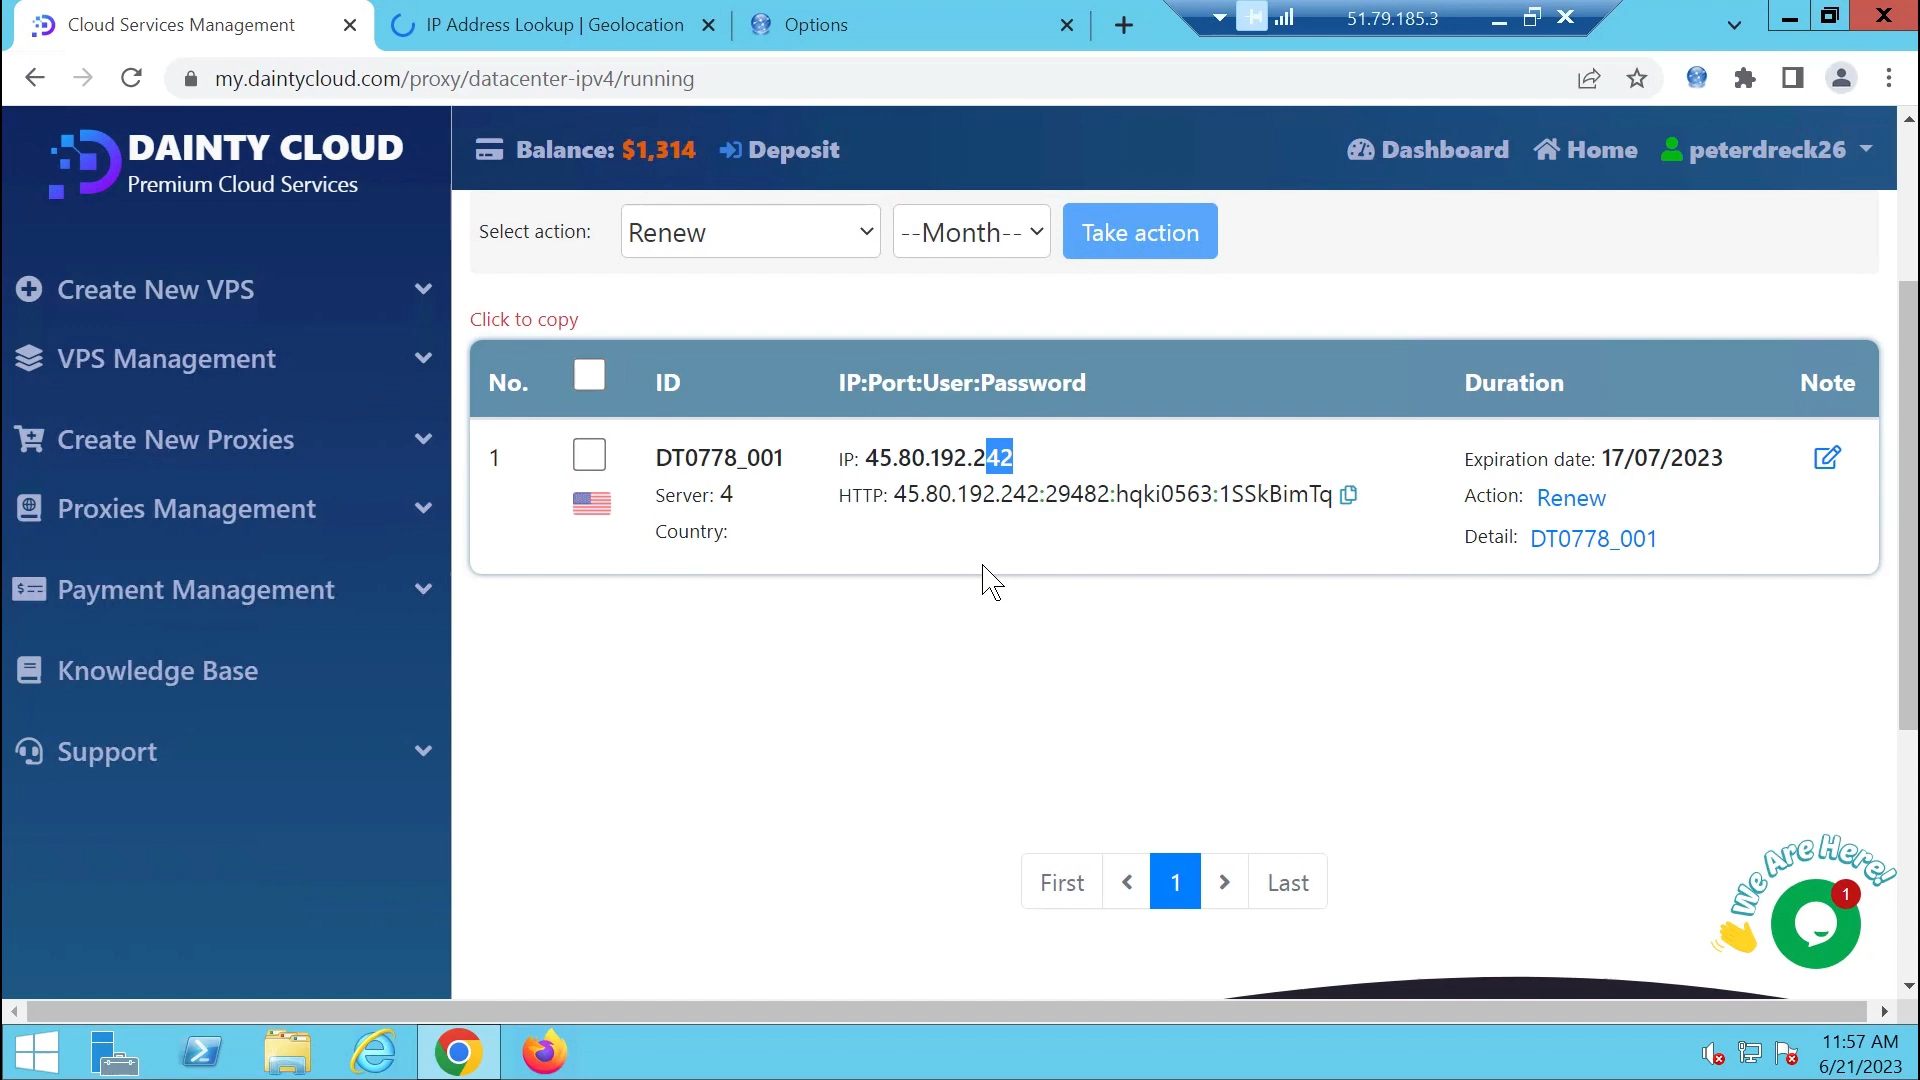 Cloud Services Management
IP Address Lookup | Geolocation
Options
51.79.185.3
my.daintycloud.com/proxy/datacenter-ipv4/running
DAINTY CLOUD
Premium Cloud Services
Balance: $1,314
Deposit
Dashboard
Home
peterdreck26
Select action:
Renew
--Month--
Take action
Create New VPS
VPS Management
Create New Proxies
Proxies Management
Payment Management
Knowledge Base
Support
Click to copy
No.
ID
IP:Port:User:Password
Duration
Note
1
DT0778_001
IP: 45.80.192.242
Expiration date: 17/07/2023
Server: 4
HTTP: 45.80.192.242:29482:hqki0563:1SSkBimTq
Action: Renew
Country:
Detail: DT0778_001
First
1
Last
We Are Here!
1
11:57 AM
6/21/2023